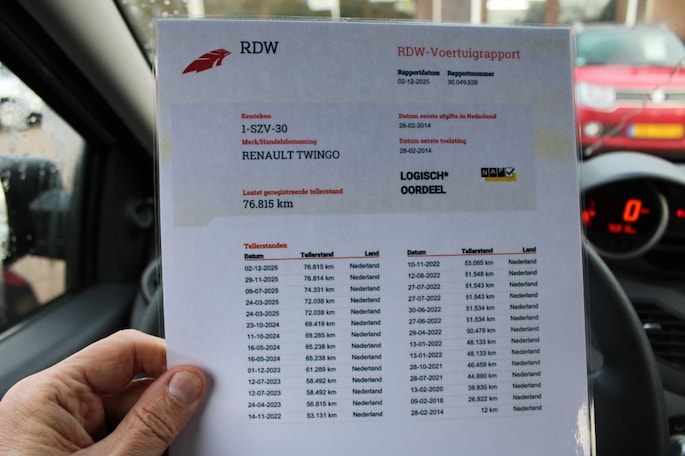 RDW
RDW-Voertuigrapport
Rapportdatum Rapportnummer
02-12-2025 30.049.939
Kenteken
1-SZV-30
Merk/Handelsbenaming
RENAULT TWINGO
Laatst geregistreerde tellerstand
76.815 km
Datum eerste afgifte in Nederland
28-02-2014
Datum eerste toelating
28-02-2014
LOGISCH*
OORDEEL
NAP
Tellerstanden
Datum Tellerstand Land
02-12-2025 76.815 km Nederland
29-11-2025 76.814 km Nederland
09-07-2025 74.331 km Nederland
24-03-2025 72.038 km Nederland
24-03-2025 72.038 km Nederland
23-10-2024 69.419 km Nederland
11-10-2024 69.285 km Nederland
16-05-2024 65.238 km Nederland
16-05-2024 65.238 km Nederland
01-12-2023 61.289 km Nederland
12-07-2023 58.492 km Nederland
12-07-2023 58.492 km Nederland
24-04-2023 56.815 km Nederland
14-11-2022 53.131 km Nederland
Datum Tellerstand Land
10-11-2022 53.065 km Nederland
12-08-2022 51.548 km Nederland
27-07-2022 51.543 km Nederland
27-07-2022 51.543 km Nederland
30-06-2022 51.534 km Nederland
27-06-2022 51.534 km Nederland
29-04-2022 50.479 km Nederland
13-01-2022 48.133 km Nederland
13-01-2022 48.133 km Nederland
28-10-2021 46.459 km Nederland
28-07-2021 44.890 km Nederland
13-02-2020 39.835 km Nederland
09-02-2018 26.922 km Nederland
28-02-2014 12 km Nederland
0